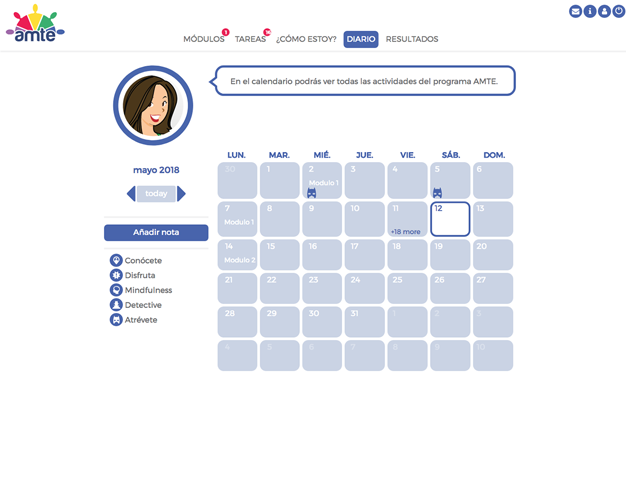 amte
MÓDULOS 1 TAREAS ¿CÓMO ESTOY? DIARIO RESULTADOS
En el calendario podrás ver todas las actividades del programa AMTE.
mayo 2018
today
Añadir nota
Conócete
Disfruta
Mindfulness
Detective
Atrévete
LUN. MAR. MIÉ. JUE. VIE. SÁB. DOM.
30 1 2 3 4 5 6
Modulo 1
7 8 9 10 11 12 13
Modulo 1 +18 more
14 15 16 17 18 19 20
Modulo 2
21 22 23 24 25 26 27
28 29 30 31 1 2 3
4 5 6 7 8 9 10